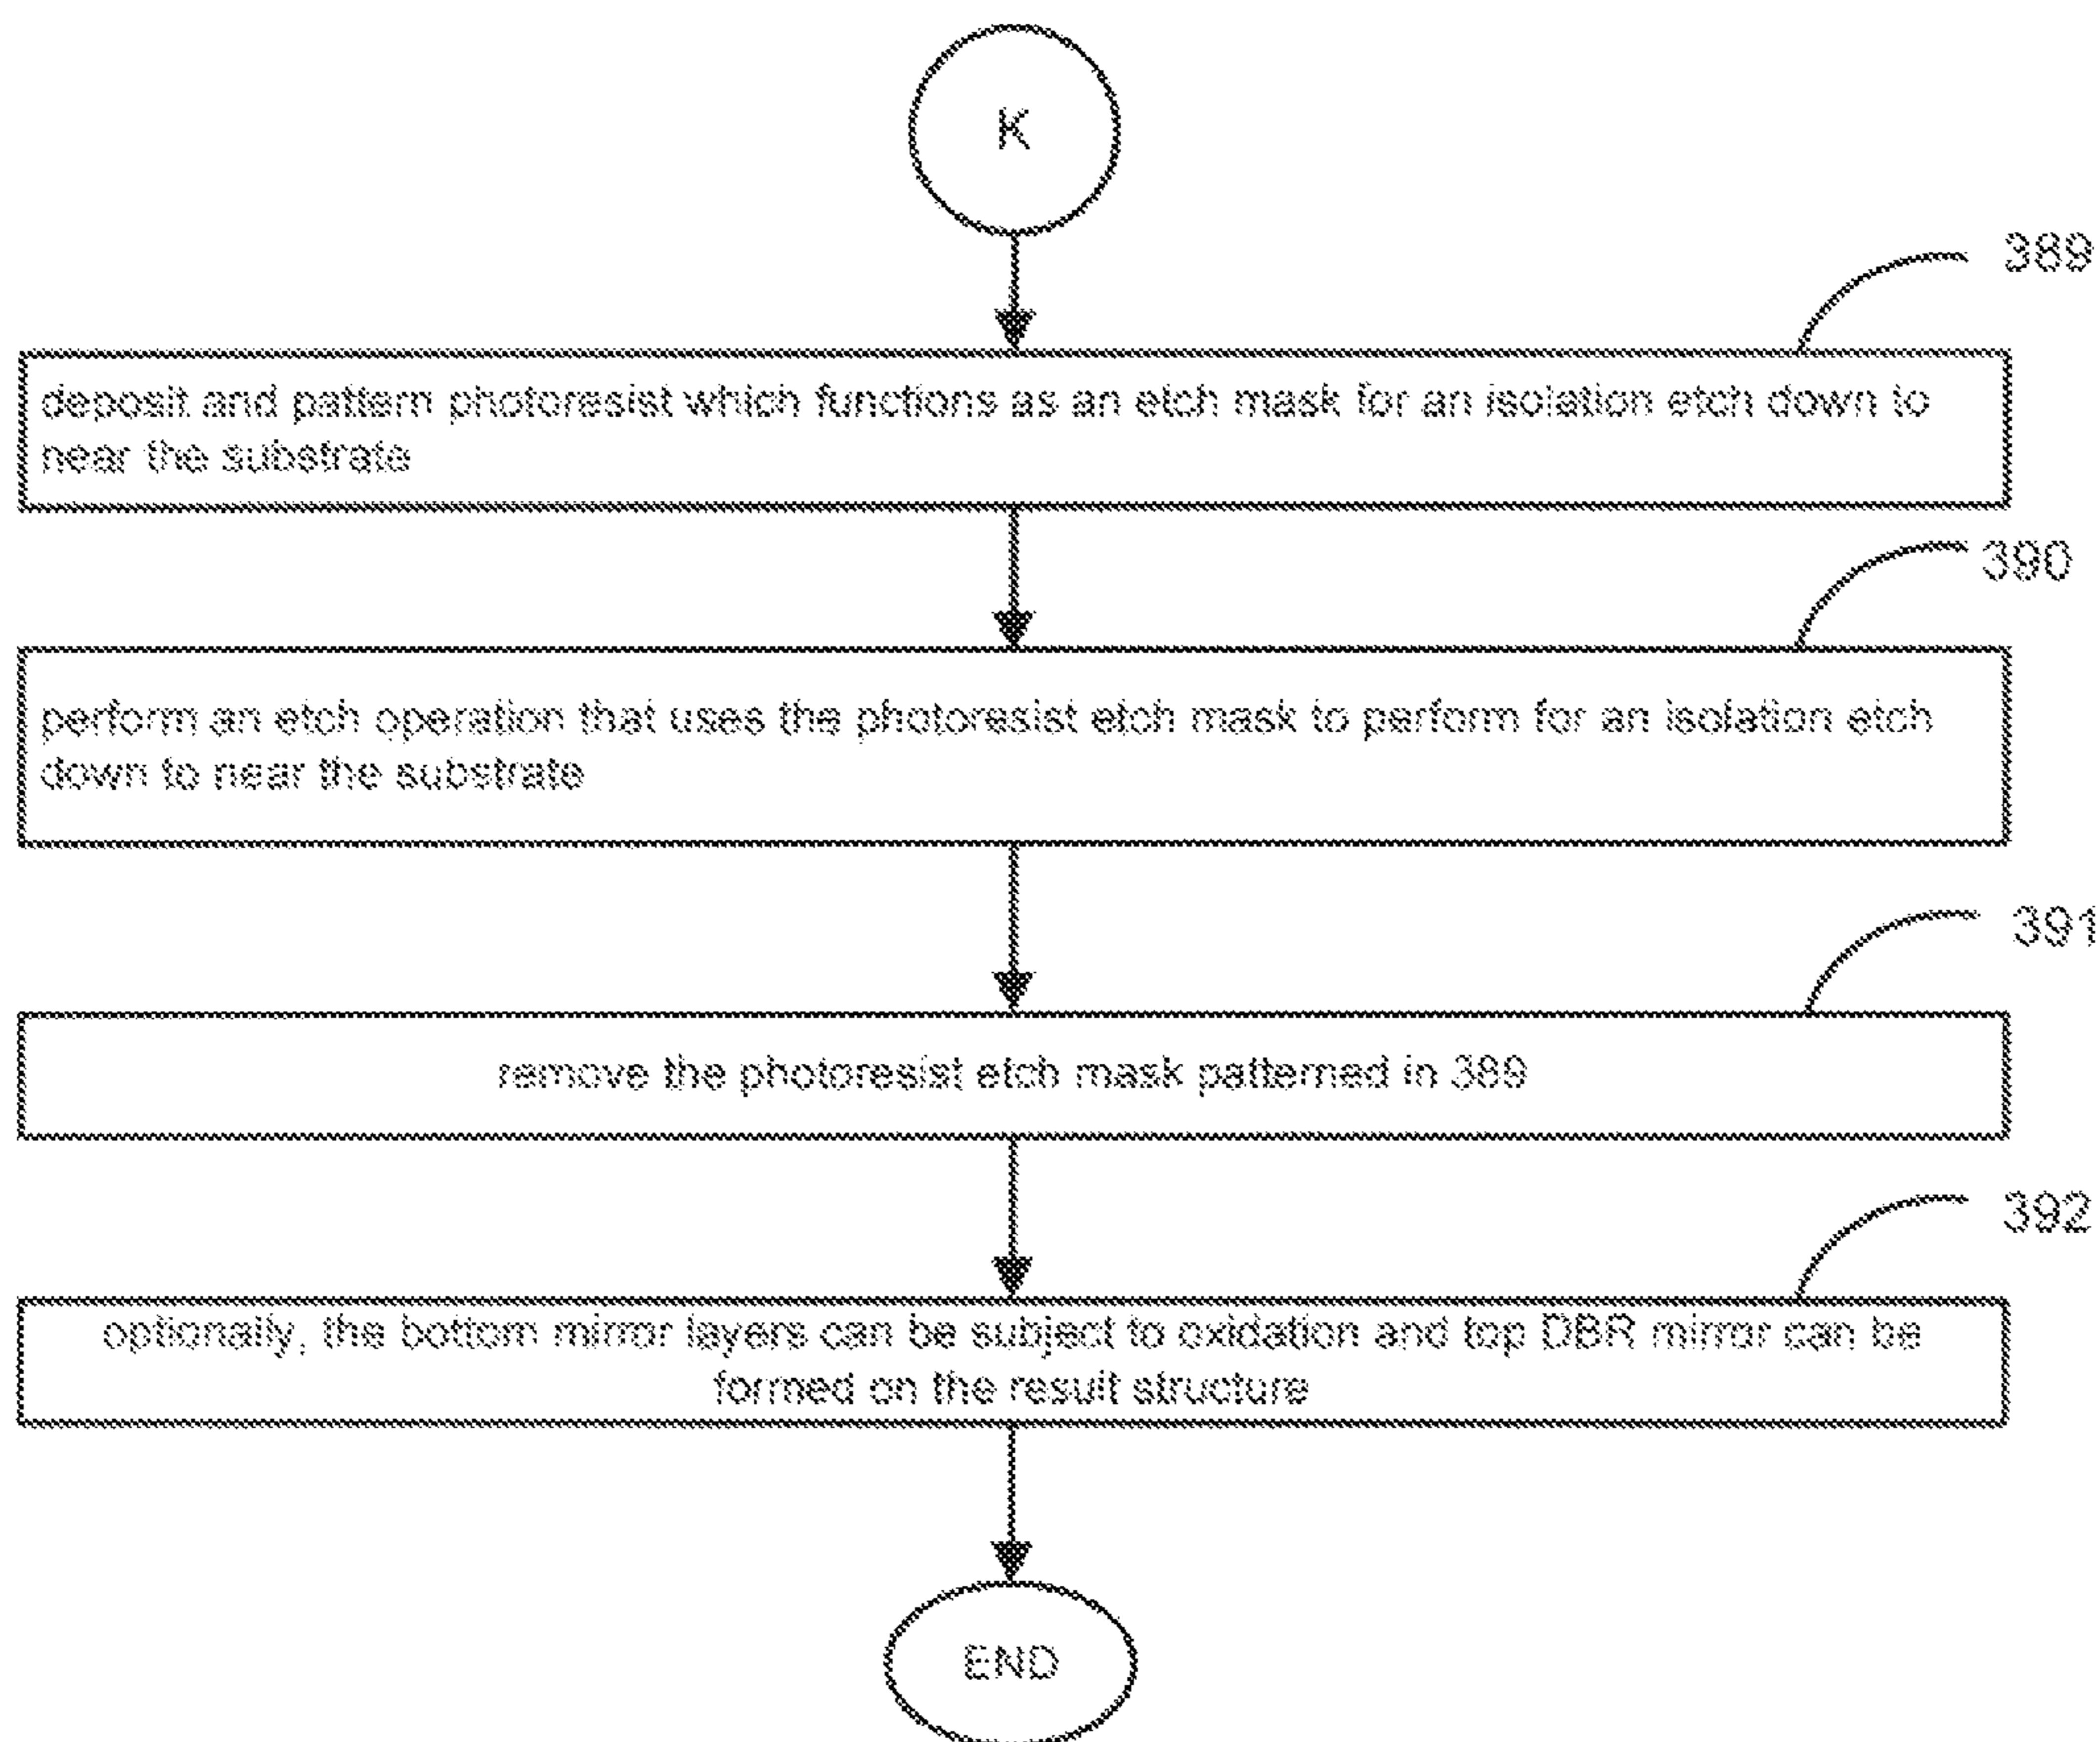 K
389
deposit and pattern photoresist which functions as an etch mask for an isolation etch down to
near the substrate
390
perform an etch operation that uses the photoresist etch mask to perform for an isolation etch
down to near the substrate
391
remove the photoresist etch mask patterned in 389
392
optionally, the bottom mirror layers can be subject to oxidation and top DBR mirror can be
formed on the result structure
END